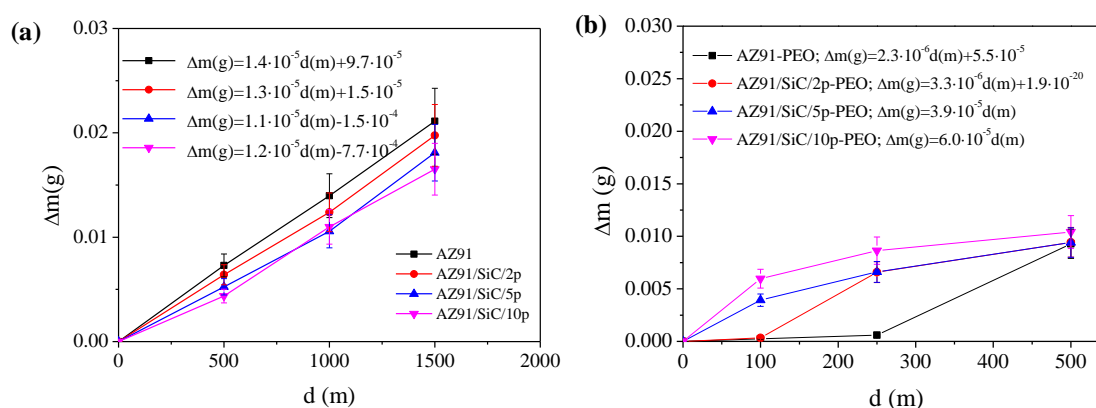 (a)
0.03
0.02
0.01
0.00
Δm(g)
Δm(g)=1.4·10⁻⁵d(m)+9.7·10⁻⁵
Δm(g)=1.3·10⁻⁵d(m)+1.5·10⁻⁵
Δm(g)=1.1·10⁻⁵d(m)-1.5·10⁻⁴
Δm(g)=1.2·10⁻⁵d(m)-7.7·10⁻⁴
AZ91
AZ91/SiC/2p
AZ91/SiC/5p
AZ91/SiC/10p
0 500 1000 1500 2000
d (m)
(b)
0.030
0.025
0.020
0.015
0.010
0.005
0.000
Δm (g)
AZ91-PEO; Δm(g)=2.3·10⁻⁶d(m)+5.5·10⁻⁵
AZ91/SiC/2p-PEO; Δm(g)=3.3·10⁻⁶d(m)+1.9·10⁻²⁰
AZ91/SiC/5p-PEO; Δm(g)=3.9·10⁻⁵d(m)
AZ91/SiC/10p-PEO; Δm(g)=6.0·10⁻⁵d(m)
0 100 200 300 400 500
d (m)